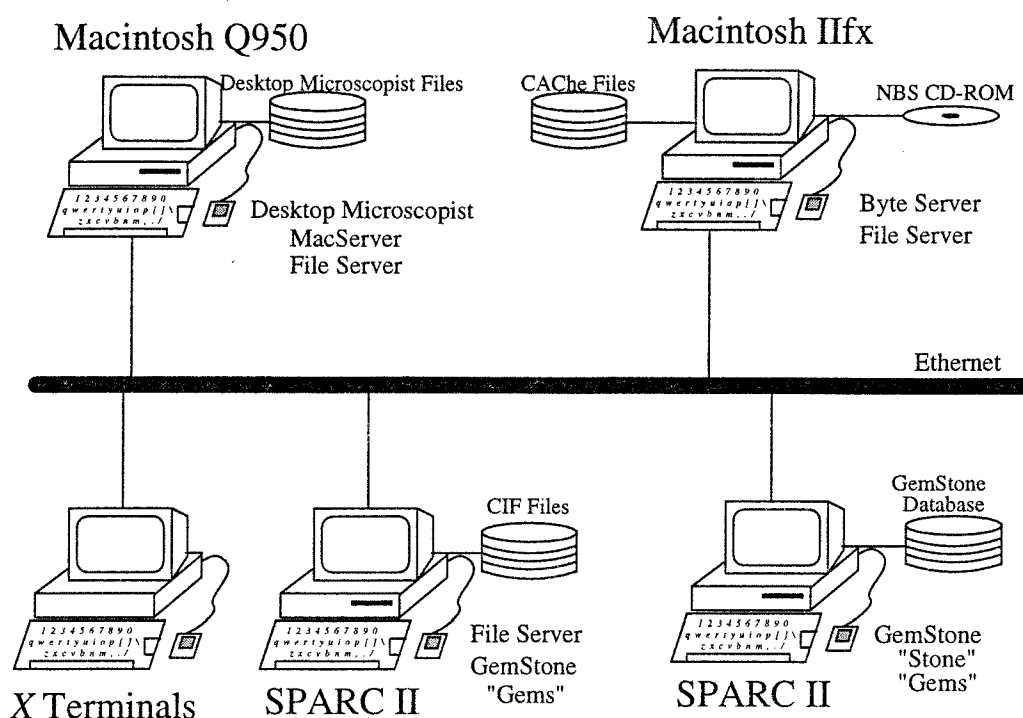 Macintosh Q950
Desktop Microscopist Files
1 2 3 4 5 6 7 8 9 0
q w e r t y u i o p [ ] \
z x c v b n m , . /
Desktop Microscopist
MacServer
File Server
Macintosh IIfx
CAChe Files
NBS CD-ROM
1 2 3 4 5 6 7 8 9 0
q w e r t y u i o p [ ] \
z x c v b n m , . /
Byte Server
File Server
Ethernet
1 2 3 4 5 6 7 8 9 0
q w e r t y u i o p [ ] \
z x c v b n m , . /
X Terminals
CIF Files
1 2 3 4 5 6 7 8 9 0
q w e r t y u i o p [ ] \
z x c v b n m , . /
File Server
GemStone
"Gems"
SPARC II
GemStone
Database
1 2 3 4 5 6 7 8 9 0
q w e r t y u i o p [ ] \
z x c v b n m , . /
GemStone
"Stone"
"Gems"
SPARC II